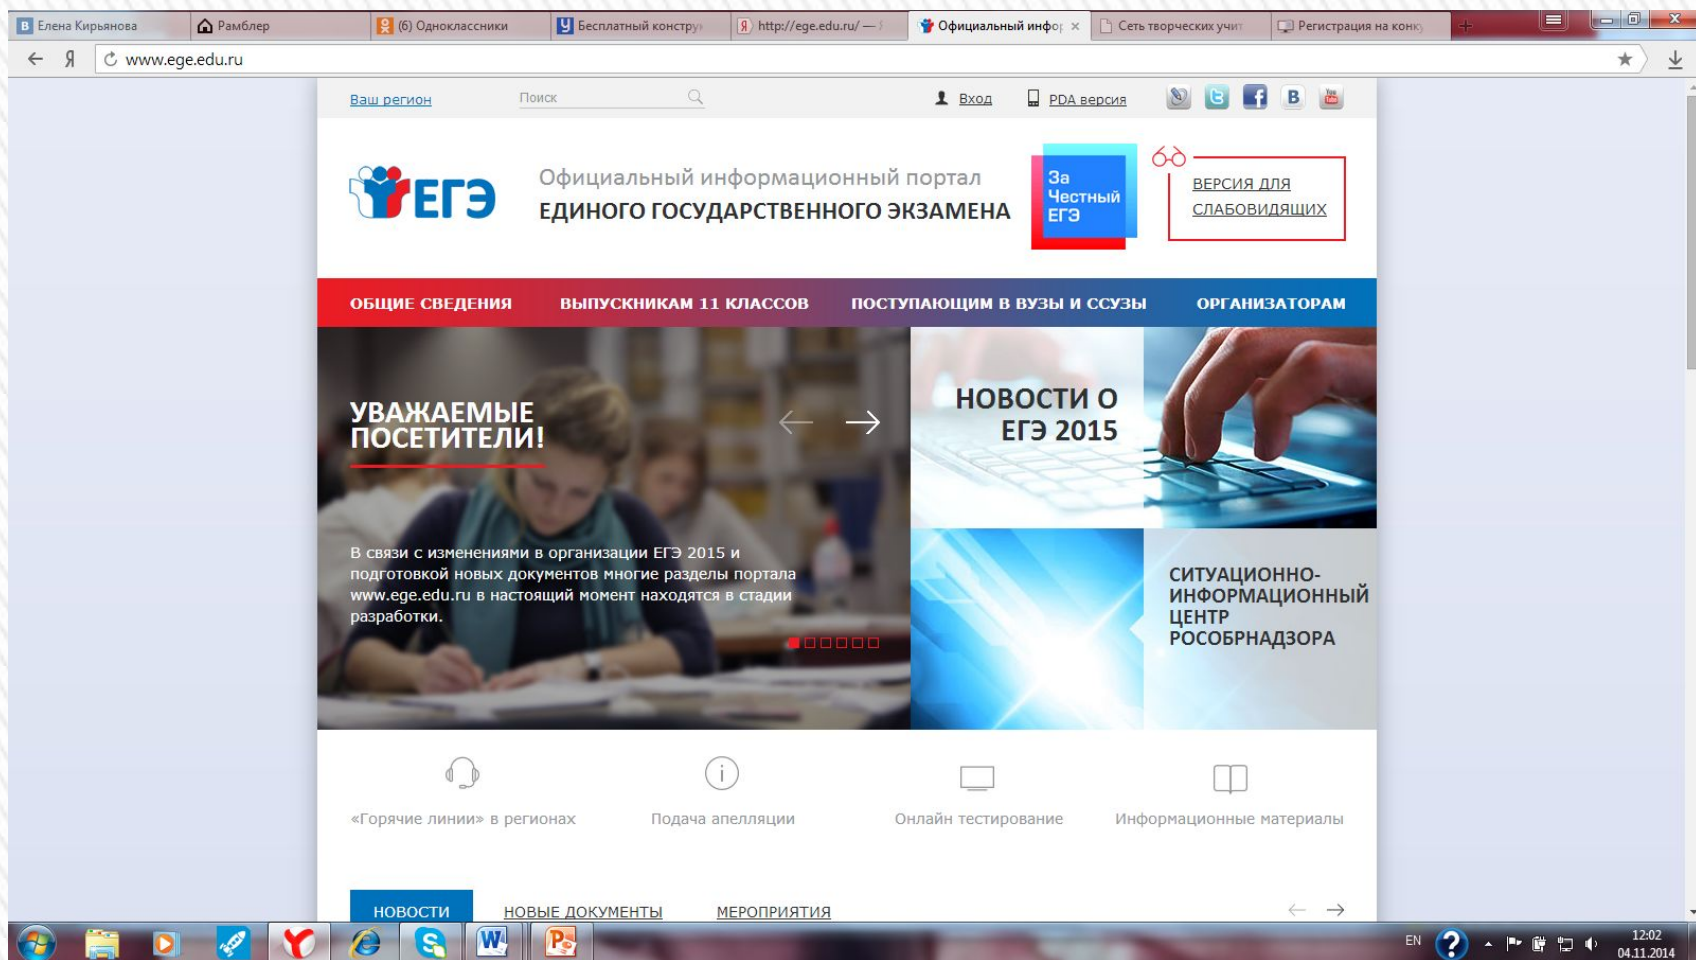 Елена Кирьянова
Рамблер
(6) Одноклассники
Бесплатный констру
http://ege.edu.ru/ —
Официальный инфор
Сеть творческих учит
Регистрация на конку
www.ege.edu.ru
Ваш регион
Поиск
Вход
PDA версия
ЕГЭ
Официальный информационный портал
ЕДИНОГО ГОСУДАРСТВЕННОГО ЭКЗАМЕНА
За
Честный
ЕГЭ
ВЕРСИЯ ДЛЯ
СЛАБОВИДЯЩИХ
ОБЩИЕ СВЕДЕНИЯ
ВЫПУСКНИКАМ 11 КЛАССОВ
ПОСТУПАЮЩИМ В ВУЗЫ И ССУЗЫ
ОРГАНИЗАТОРАМ
УВАЖАЕМЫЕ
ПОСЕТИТЕЛИ!
В связи с изменениями в организации ЕГЭ 2015 и
подготовкой новых документов многие разделы портала
www.ege.edu.ru в настоящий момент находятся в стадии
разработки.
НОВОСТИ О
ЕГЭ 2015
СИТУАЦИОННО-
ИНФОРМАЦИОННЫЙ
ЦЕНТР
РОСОБРНАДЗОРА
«Горячие линии» в регионах
Подача апелляции
Онлайн тестирование
Информационные материалы
НОВОСТИ
НОВЫЕ ДОКУМЕНТЫ
МЕРОПРИЯТИЯ
EN
12:02
04.11.2014